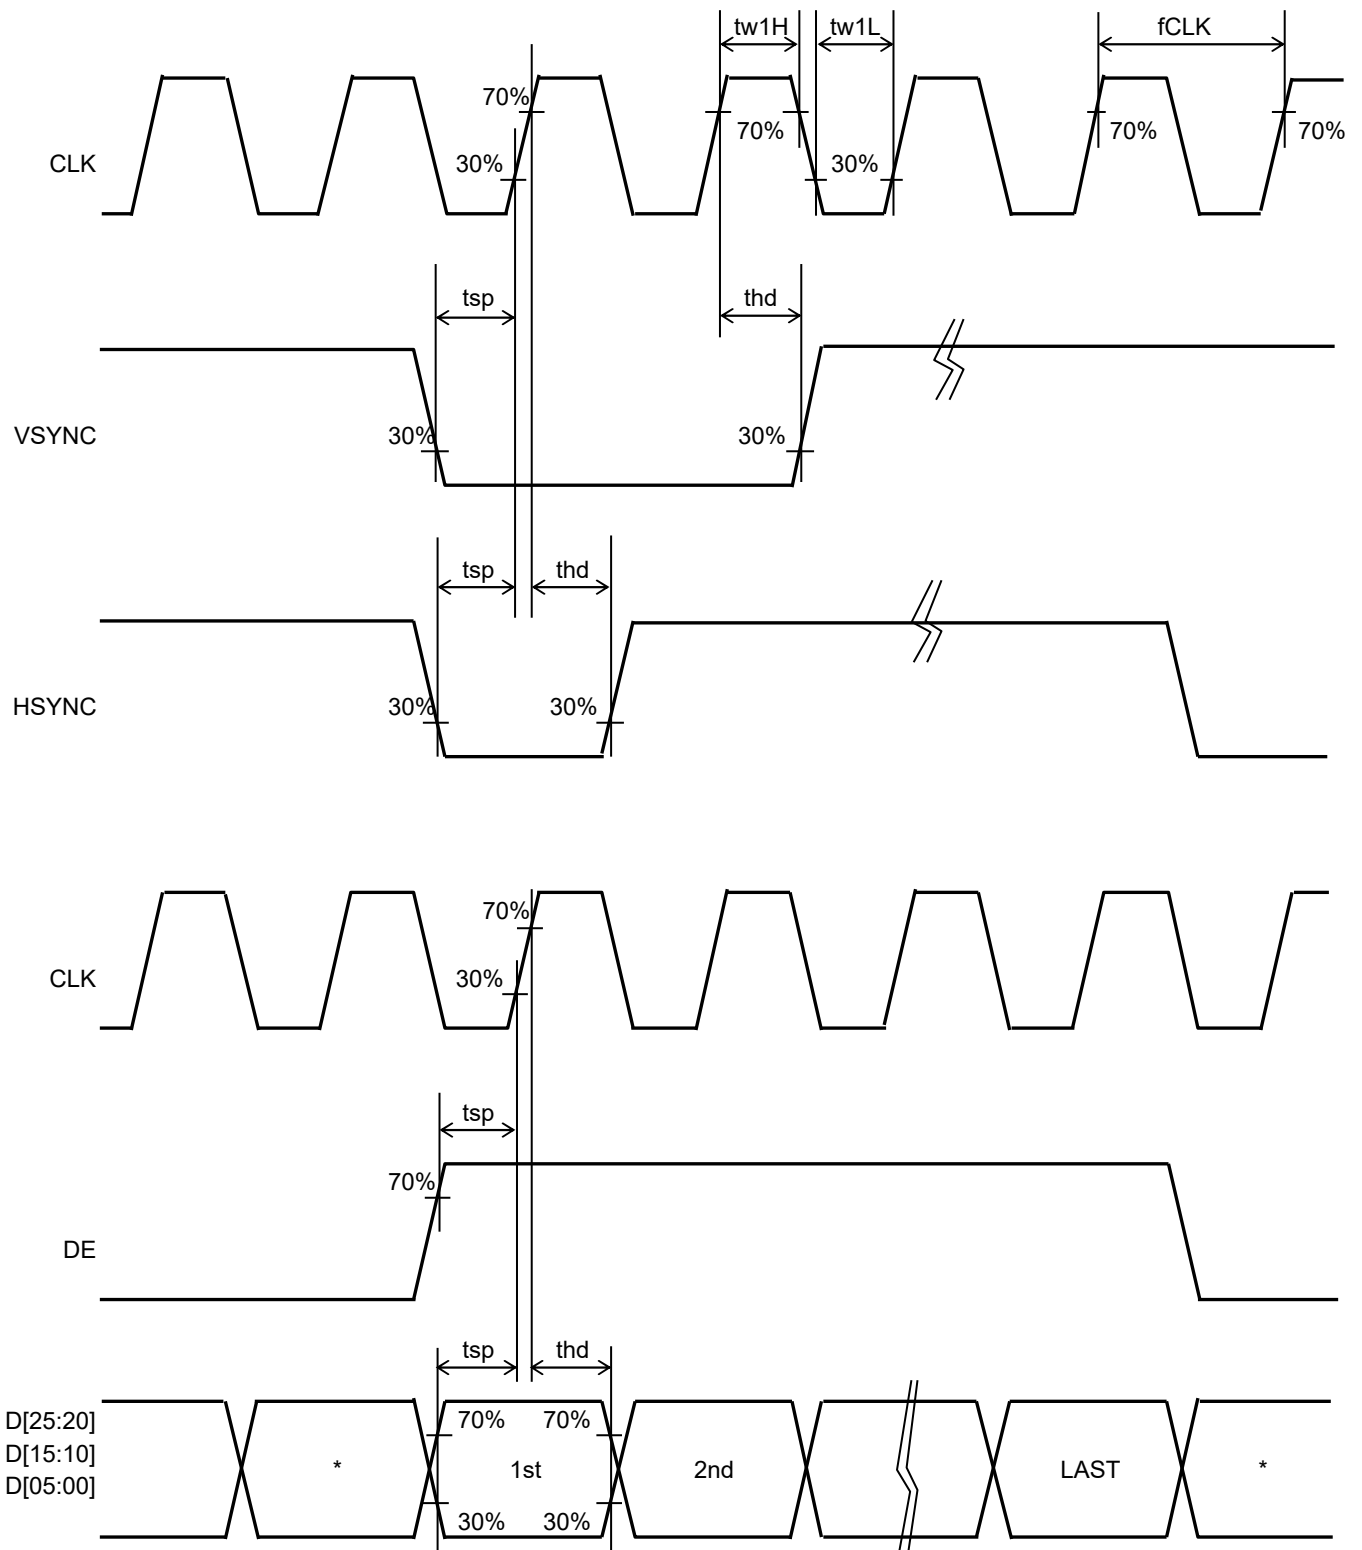 tw1H tw1L fCLK
70%
70% 70% 70%
CLK 30% 30%
tsp thd
VSYNC 30% 30%
tsp thd
HSYNC 30% 30%
70%
CLK 30%
tsp
70%
DE
tsp thd
D[25:20] 70% 70%
D[15:10] * 1st 2nd LAST *
D[05:00]
30% 30%